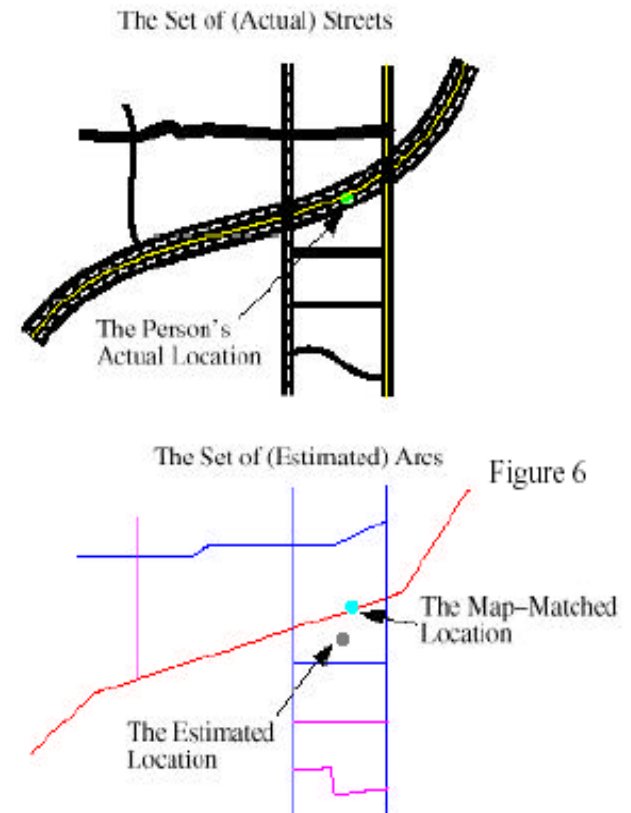 The Set of (Actual) Streets
The Person's
Actual Location
The Set of (Estimated) Arcs
Figure 6
The Map-Matched
Location
The Estimated
Location